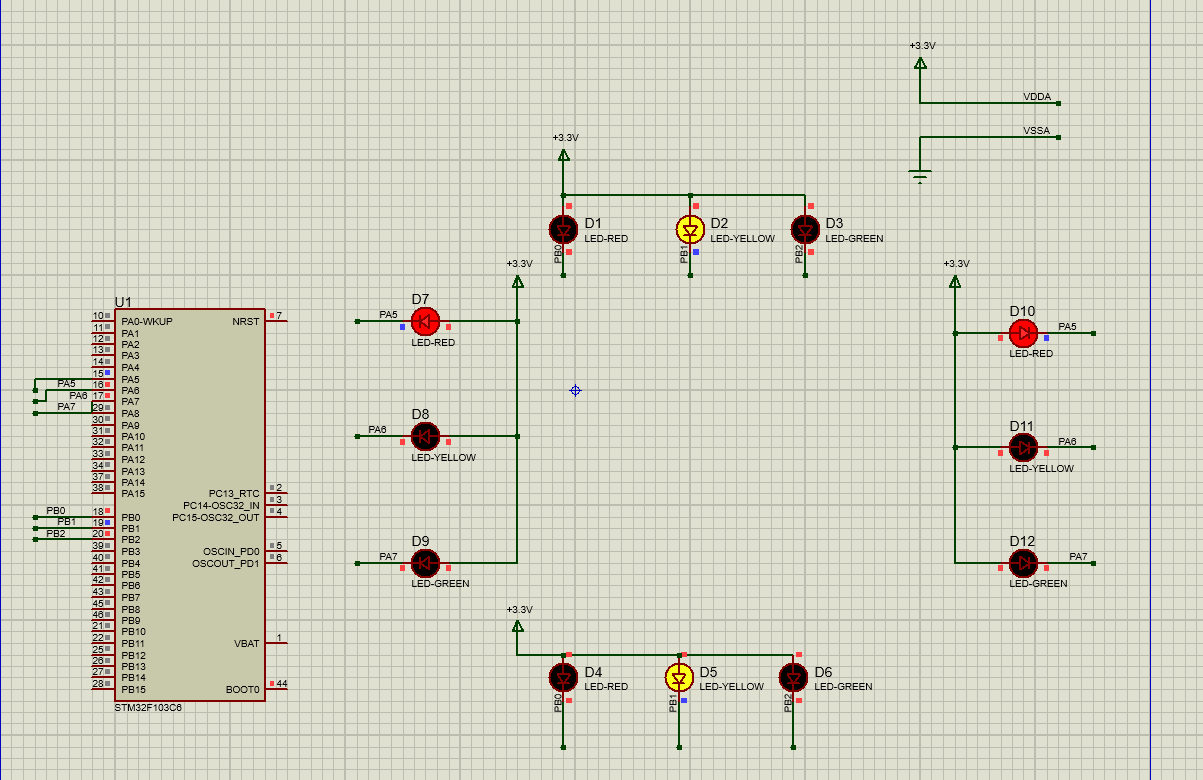 +3.3V
VDDA
VSSA
+3.3V
D1
LED-RED
PB0
D2
LED-YELLOW
PB1
D3
LED-GREEN
PB2
+3.3V
+3.3V
U1
10 PA0-WKUP
11 PA1
12 PA2
13 PA3
14 PA4
15 PA5
16 PA6
17 PA7
29 PA8
30 PA9
31 PA10
32 PA11
33 PA12
34 PA13
37 PA14
38 PA15
18 PB0
19 PB1
20 PB2
39 PB3
40 PB4
41 PB5
42 PB6
43 PB7
45 PB8
46 PB9
21 PB10
22 PB11
25 PB12
26 PB13
27 PB14
28 PB15
NRST 7
PC13_RTC 2
PC14-OSC32_IN 3
PC15-OSC32_OUT 4
OSCIN_PD0 5
OSCOUT_PD1 6
VBAT 1
BOOT0 44
STM32F103C6
PA5
PA6
PA7
PB0
PB1
PB2
D7
PA5
LED-RED
D8
PA6
LED-YELLOW
D9
PA7
LED-GREEN
D10
PA5
LED-RED
D11
PA6
LED-YELLOW
D12
PA7
LED-GREEN
+3.3V
D4
LED-RED
PB0
D5
LED-YELLOW
PB1
D6
LED-GREEN
PB2